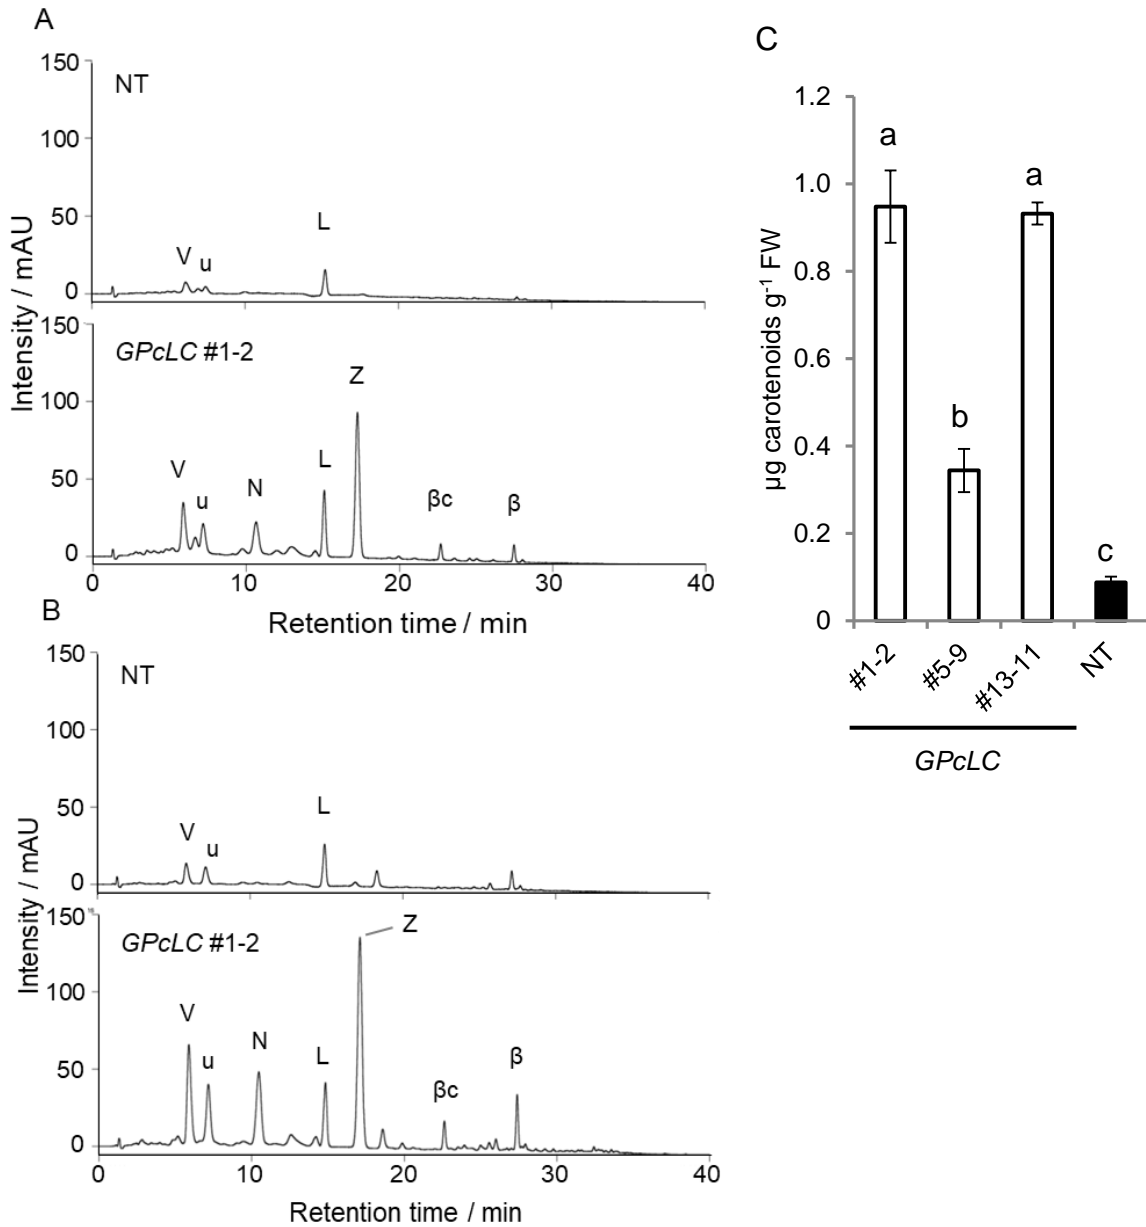 A
Intensity / mAU
150
NT
100
50
L
V
u
0
150
GPcLC #1-2
Z
100
50
V
u
N
L
βc
β
0
0
10
20
30
40
Retention time / min
B
Intensity / mAU
150
NT
100
50
L
V
u
0
150
GPcLC #1-2
Z
100
V
u
N
L
βc
β
50
0
0
10
20
30
40
Retention time / min
C
µg carotenoids g-1 FW
1.2
1.0
0.8
0.6
0.4
0.2
0
a
b
a
c
#1-2
#5-9
#13-11
NT
GPcLC